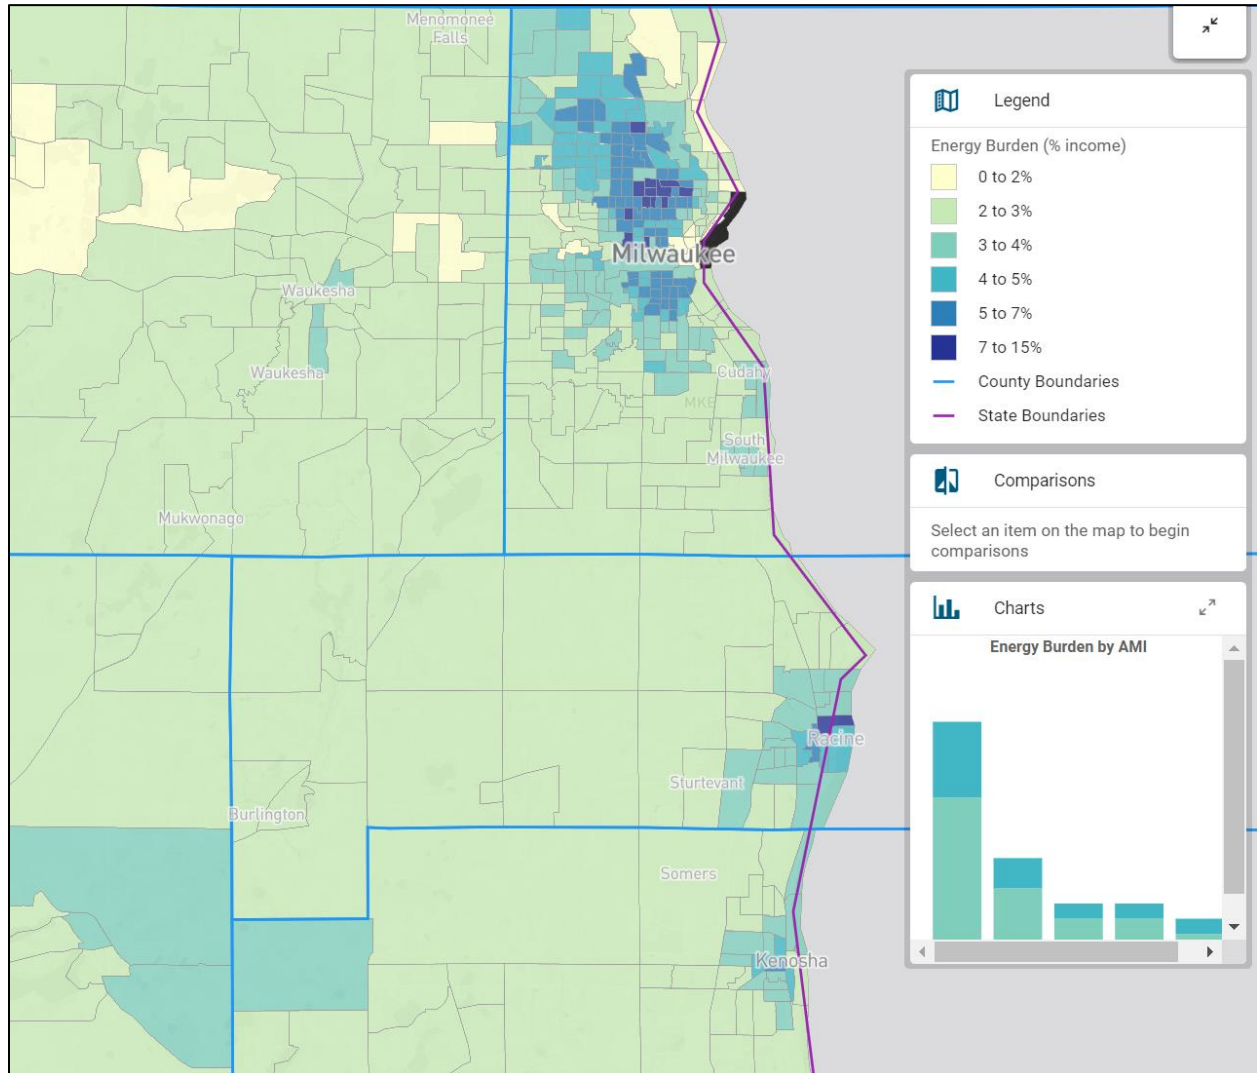 Menomonee
Falls
Milwaukee
Waukesha
Waukesha
Cudahy
MKE
South
Milwaukee
Mukwonago
Racine
Sturtevant
Burlington
Somers
Kenosha
Legend
Energy Burden (% income)
0 to 2%
2 to 3%
3 to 4%
4 to 5%
5 to 7%
7 to 15%
County Boundaries
State Boundaries
Comparisons
Select an item on the map to begin
comparisons
Charts
Energy Burden by AMI